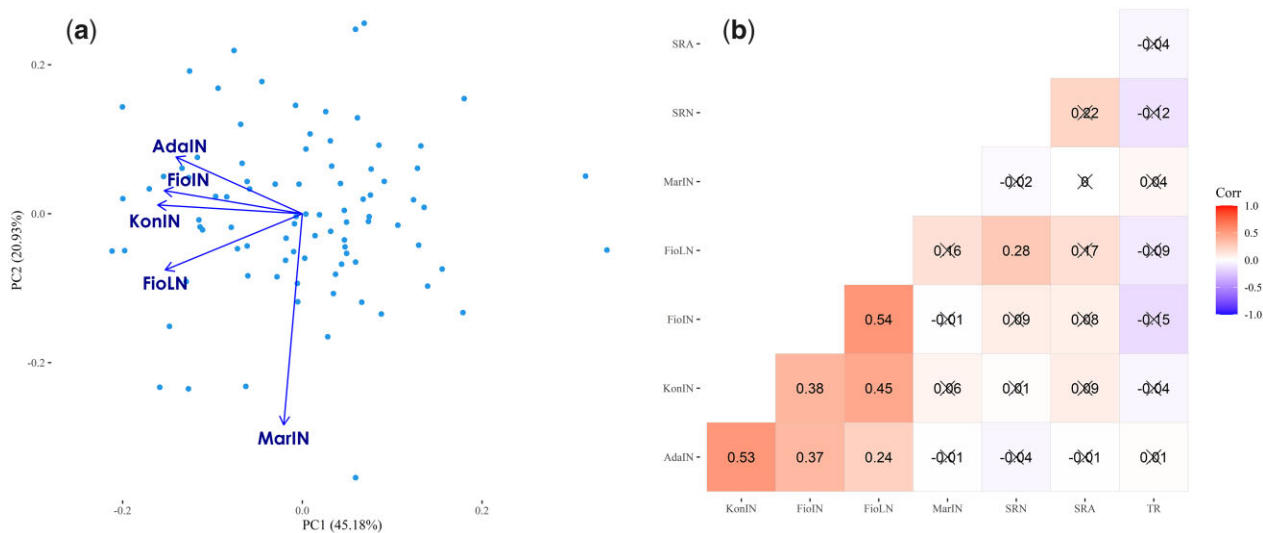 (a)
0.2
0.0
-0.2
PC2 (20.93%)
AdaIN
FioIN
KonIN
FioLN
MarIN
-0.2
0.0
0.2
PC1 (45.18%)
(b)
SRA
-0.04
SRN
0.22
-0.12
MarIN
-0.02
0
0.04
FioLN
0.16
0.28
0.17
-0.09
FioIN
0.54
-0.01
0.09
0.08
-0.15
KonIN
0.38
0.45
0.06
0.01
0.09
-0.04
AdaIN
0.53
0.37
0.24
-0.01
-0.04
-0.01
0.01
KonIN
FioIN
FioLN
MarIN
SRN
SRA
TR
Corr
1.0
0.5
0.0
-0.5
-1.0